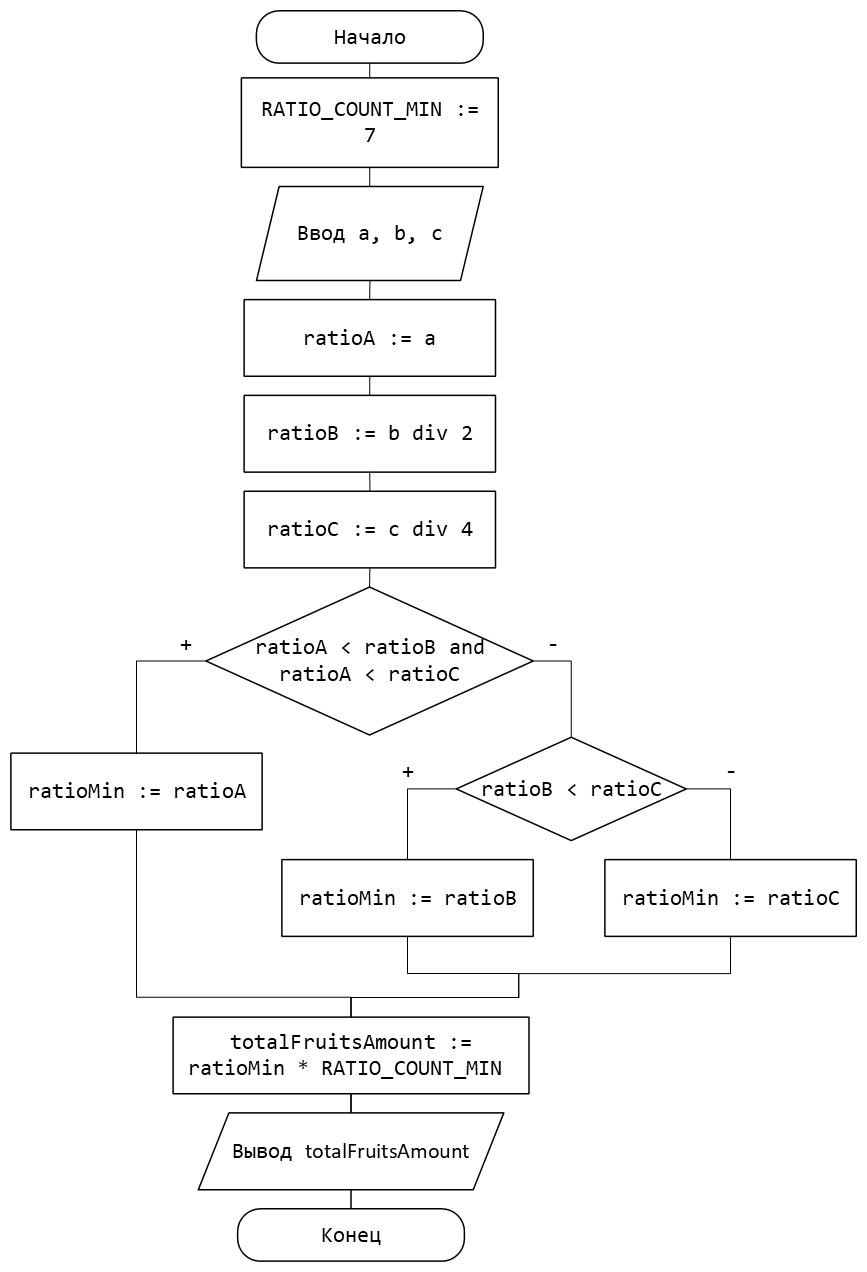 Начало
RATIO_COUNT_MIN :=
7
Ввод a, b, c
ratioA := a
ratioB := b div 2
ratioC := c div 4
+
ratioA < ratioB and
ratioA < ratioC
-
ratioMin := ratioA
+
ratioB < ratioC
-
ratioMin := ratioB
ratioMin := ratioC
totalFruitsAmount :=
ratioMin * RATIO_COUNT_MIN
Вывод totalFruitsAmount
Конец